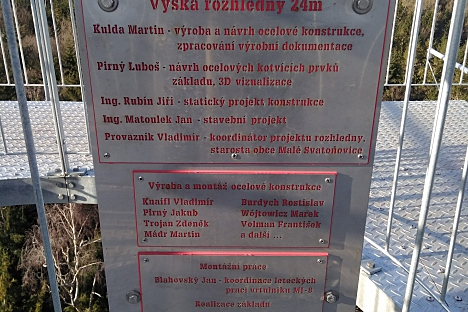 Výška rozhledny 24m
Kulda Martin - výroba a návrh ocelové konstrukce,
zpracování výrobní dokumentace
Pirný Luboš - návrh ocelových kotvících prvků
základu, 3D vizualizace
Ing. Rubín Jiří - statický projekt konstrukce
Ing. Matoulek Jan - stavební projekt
Provazník Vladimír - koordinátor projektu rozhledny,
starosta obce Malé Svatoňovice
Výroba a montáž ocelové konstrukce
Knaifl Vladimír Burdych Rostislav
Pirný Jakub Wöjtowicz Marek
Trojan Zdeněk Volman František
Mádr Martin a další ...
Montážní práce
Blahovský Jan - koordinace leteckých
prací vrtulníku MI-8
Realizace základu